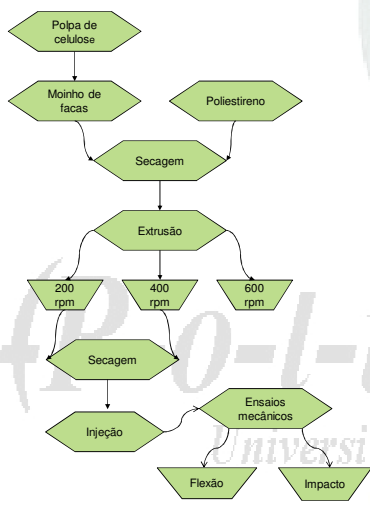 Polpa de
celulose
Moinho de
facas
Poliestireno
Secagem
Extrusão
200
rpm
400
rpm
600
rpm
Secagem
Injeção
Ensaios
mecânicos
Flexão
Impacto
(P-o-l-
Universi